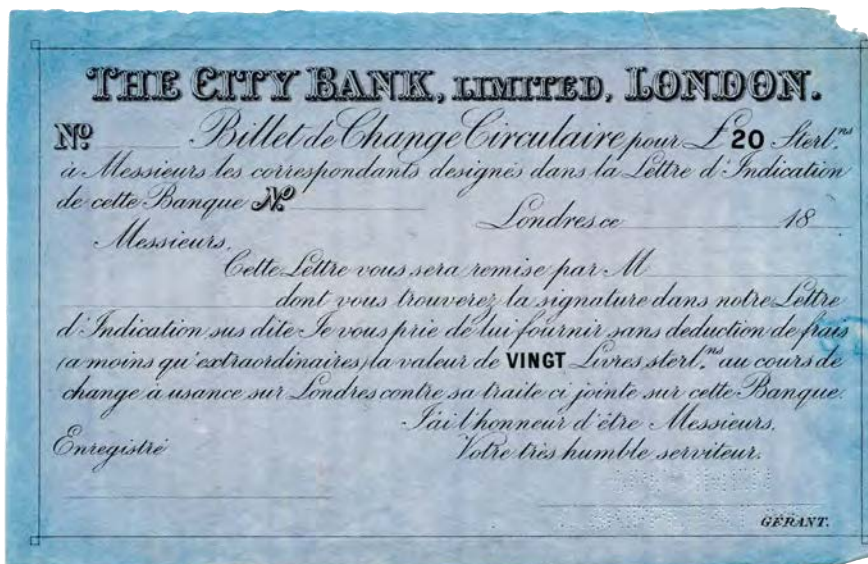 THE CITY BANK, LIMITED, LONDON.
No Billet de Change Circulaire pour £20 Sterl.ns
à Messieurs les correspondants designés dans la Lettre d'Indication
de cette Banque No
Londres ce 18
Messieurs,
Cette Lettre vous sera remise par M
dont vous trouverez la signature dans notre Lettre
d'Indication sus dite Je vous prie de lui fournir sans deduction de frais
(a moins qu'extraordinaires) la valeur de VINGT Livres sterl.ns au cours de
change à usance sur Londres contre sa traite ci jointe sur cette Banque.
J'ai l'honneur d'être Messieurs,
Enregistré Votre très humble serviteur.
GÉRANT.